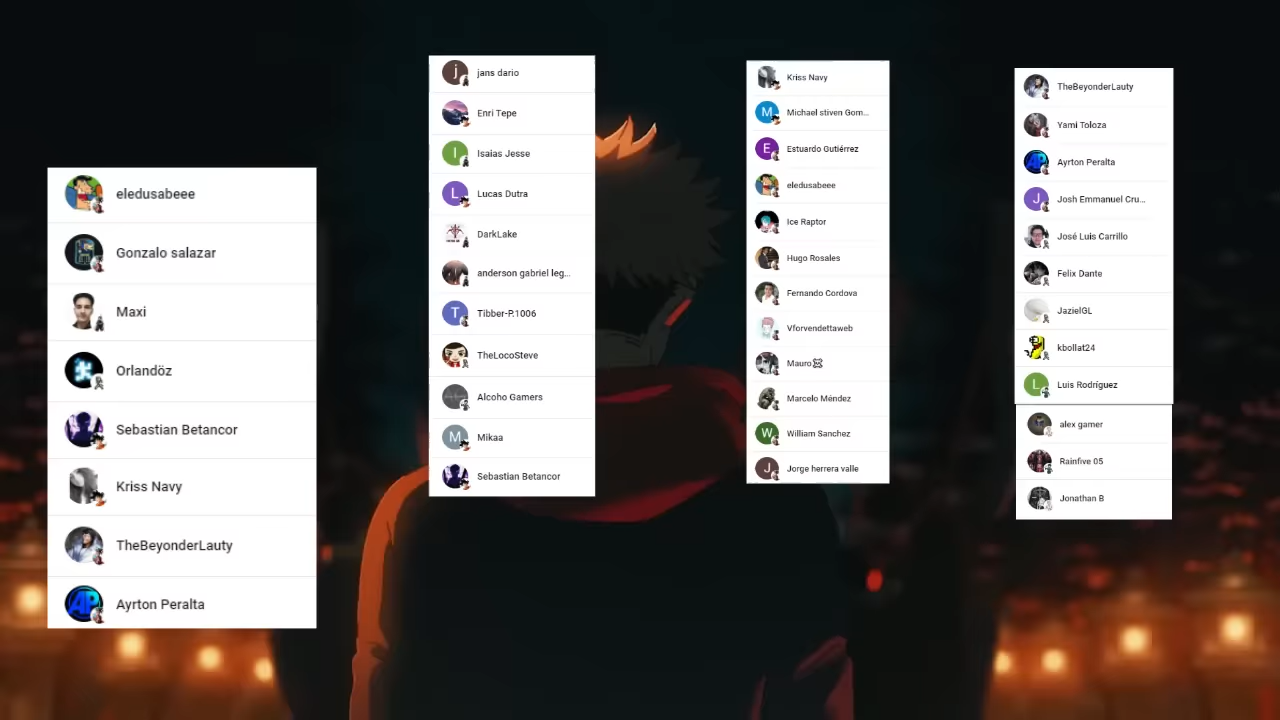 eledusabeee
Gonzalo salazar
Maxi
Orlandöz
Sebastian Betancor
Kriss Navy
TheBeyonderLauty
Ayrton Peralta
jans dario
Enri Tepe
Isaias Jesse
Lucas Dutra
DarkLake
anderson gabriel leg...
Tibber-P.1006
TheLocoSteve
Alcoho Gamers
Mikaa
Sebastian Betancor
Kriss Navy
Michael stiven Gom...
Estuardo Gutiérrez
eledusabeee
Ice Raptor
Hugo Rosales
Fernando Cordova
Vforvendettaweb
Mauro
Marcelo Méndez
William Sanchez
Jorge herrera valle
TheBeyonderLauty
Yami Toloza
Ayrton Peralta
Josh Emmanuel Cru...
José Luis Carrillo
Felix Dante
JazielGL
kbollat24
Luis Rodríguez
alex gamer
Rainfive 05
Jonathan B